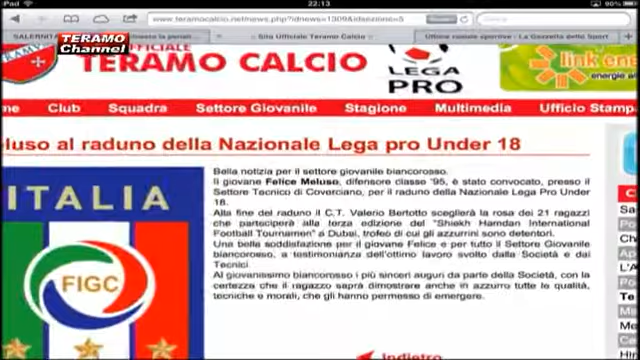 iPad
22:13
90%
www.teramocalcio.net/news.php?idnews=1309&idsezione=5
SALERNIT
TERAMO
Channel
:: Sito Ufficiale Teramo Calcio ::
Ultime notizie sportive - La Gazzetta dello Sport
UFFICIALE
TERAMO CALCIO
LEGA
PRO
link ene
energie al
me
Club
Squadra
Settore Giovanile
Stagione
Multimedia
Ufficio Stamp
eluso al raduno della Nazionale Lega pro Under 18
ITALIA
FIGC
Bella notizia per il settore giovanile biancorosso.
Il giovane Felice Meluso, difensore classe '95, è stato convocato, presso il
Settore Tecnico di Coverciano, per il raduno della Nazionale Lega Pro Under
18.
Alla fine del raduno il C.T. Valerio Bertotto sceglierà la rosa dei 21 ragazzi
che parteciperà alla terza edizione del "Shiekh Hamdan International
Football Tournamen" a Dubai, trofeo di cui gli azzurrini sono detentori.
Una bella soddisfazione per il giovane Felice e per tutto il Settore Giovanile
biancorosso, a testimonianza dell'ottimo lavoro svolto dalla Società e dai
Tecnici.
Al giovanissimo biancorosso i più sinceri auguri da parte della Società, con la
certezza che il ragazzo saprà dimostrare anche in azzurro tutte le qualità,
tecniche e morali, che gli hanno permesso di emergere.
Indietro